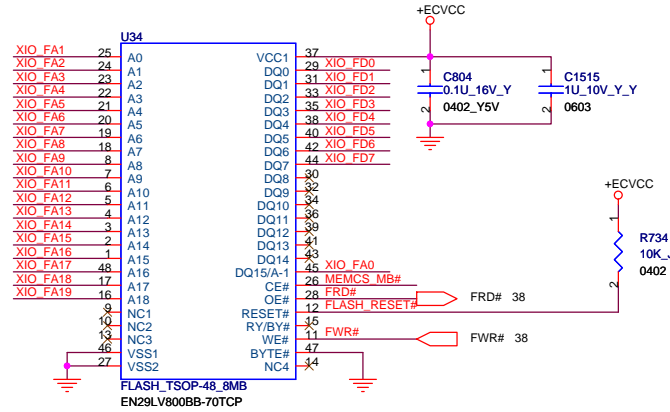 +ECVCC
U34
XIO_FA1 25 A0 VCC1 37
XIO_FA2 24 A1 DQ0 29 XIO_FD0
XIO_FA3 23 A2 DQ1 31 XIO_FD1
XIO_FA4 22 A3 DQ2 33 XIO_FD2
XIO_FA5 21 A4 DQ3 35 XIO_FD3
XIO_FA6 20 A5 DQ4 38 XIO_FD4
XIO_FA7 19 A6 DQ5 40 XIO_FD5
XIO_FA8 18 A7 DQ6 42 XIO_FD6
XIO_FA9 8 A8 DQ7 44 XIO_FD7
XIO_FA10 7 A9 DQ8 30
XIO_FA11 6 A10 DQ9 32
XIO_FA12 5 A11 DQ10 34
XIO_FA13 4 A12 DQ11 36
XIO_FA14 3 A13 DQ12 39
XIO_FA15 2 A14 DQ13 41
XIO_FA16 1 A15 DQ14 43
XIO_FA17 48 A16 DQ15/A-1 45 XIO_FA0
XIO_FA18 17 A17 CE# 26 MEMCS_MB#
XIO_FA19 16 A18 OE# 28 FRD# FRD# 38
9 NC1 RESET# 12 FLASH_RESET#
10 NC2 RY/BY# 15
13 NC3 WE# 11 FWR# FWR# 38
46 VSS1 BYTE# 47
27 VSS2 NC4 14
FLASH_TSOP-48_8MB
EN29LV800BB-70TCP
1
C804
0.1U_16V_Y
2
0402_Y5V
1
C1515
1U_10V_Y_Y
2
0603
+ECVCC
1
R734
10K_
0402
2